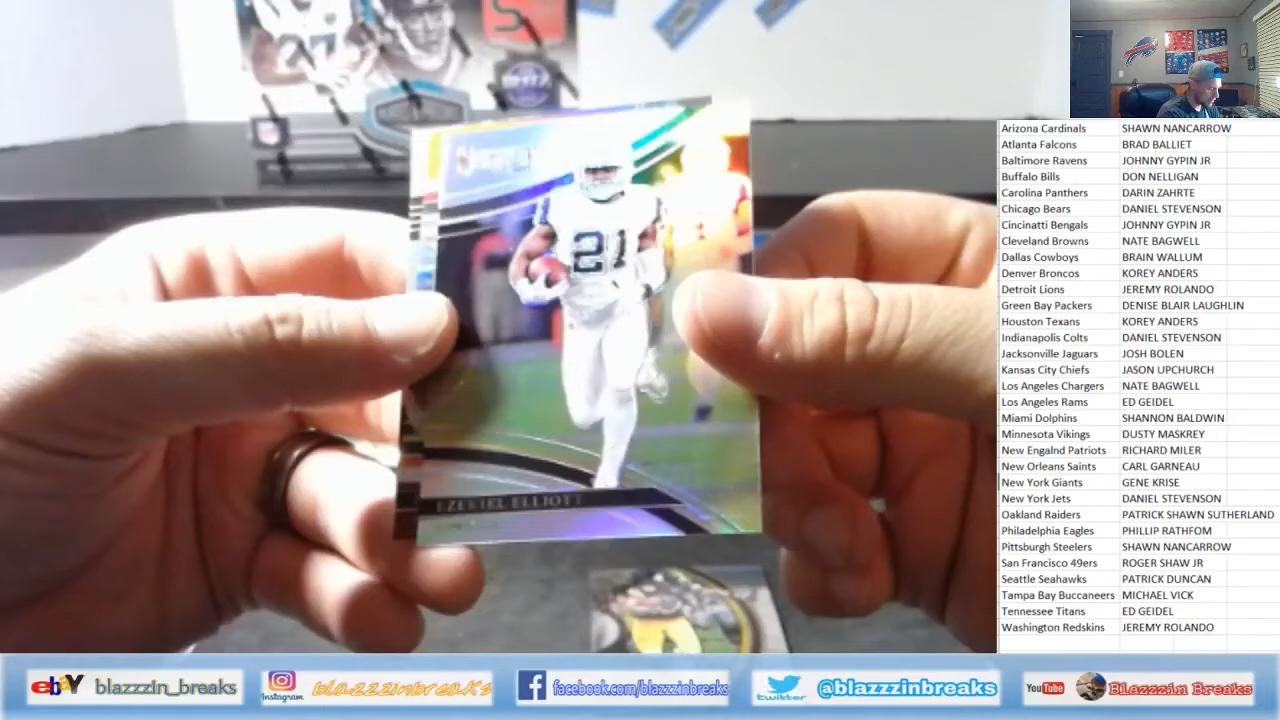 21
EZEKIEL ELLIOTT
Arizona Cardinals SHAWN NANCARROW
Atlanta Falcons BRAD BALLIET
Baltimore Ravens JOHNNY GYPIN JR
Buffalo Bills DON NELLIGAN
Carolina Panthers DARIN ZAHRTE
Chicago Bears DANIEL STEVENSON
Cincinatti Bengals JOHNNY GYPIN JR
Cleveland Browns NATE BAGWELL
Dallas Cowboys BRAIN WALLUM
Denver Broncos KOREY ANDERS
Detroit Lions JEREMY ROLANDO
Green Bay Packers DENISE BLAIR LAUGHLIN
Houston Texans KOREY ANDERS
Indianapolis Colts DANIEL STEVENSON
Jacksonville Jaguars JOSH BOLEN
Kansas City Chiefs JASON UPCHURCH
Los Angeles Chargers NATE BAGWELL
Los Angeles Rams ED GEIDEL
Miami Dolphins SHANNON BALDWIN
Minnesota Vikings DUSTY MASKREY
New Engalnd Patriots RICHARD MILER
New Orleans Saints CARL GARNEAU
New York Giants GENE KRISE
New York Jets DANIEL STEVENSON
Oakland Raiders PATRICK SHAWN SUTHERLAND
Philadelphia Eagles PHILLIP RATHFOM
Pittsburgh Steelers SHAWN NANCARROW
San Francisco 49ers ROGER SHAW JR
Seattle Seahawks PATRICK DUNCAN
Tampa Bay Buccaneers MICHAEL VICK
Tennessee Titans ED GEIDEL
Washington Redskins JEREMY ROLANDO
ebay blazzzin_breaks
Instagram blazzzinbreaks
facebook.com/blazzzinbreaks
twitter @blazzzinbreaks
YouTube Blazzzin Breaks